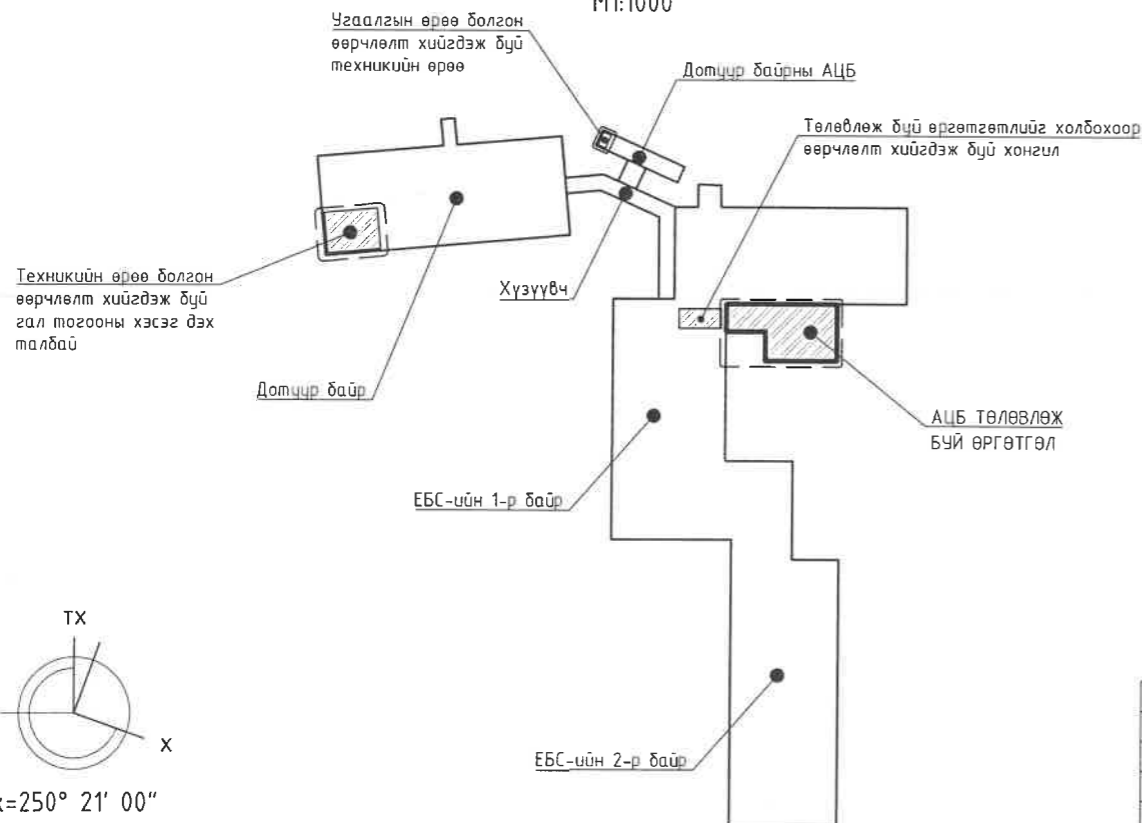 М1:1000
Угаалгын өрөө болгон
өөрчлөлт хийгдэж буй
техникийн өрөө
Дотуур байрны АЦБ
Төлөвлөж буй өргөтгөтлийг холбохоор
өөрчлөлт хийгдэж буй хонгил
Техникийн өрөө болгон
өөрчлөлт хийгдэж буй
гал тогооны хэсэг дэх
талбай
Хүзүүвч
Дотуур байр
АЦБ ТӨЛӨВЛӨЖ
БУЙ ӨРГӨТГӨЛ
ЕБС-ийн 1-р байр
TX
X
=250° 21' 00"
ЕБС-ийн 2-р байр